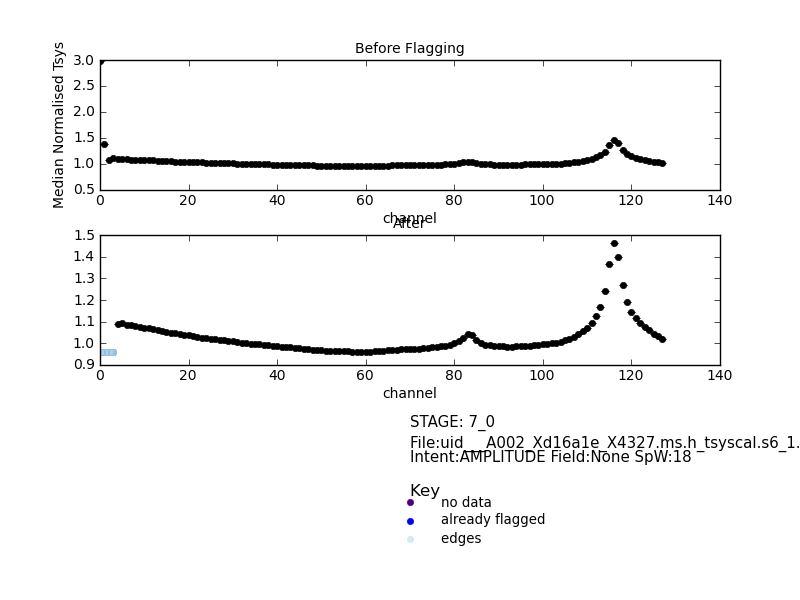 Before Flagging
Median Normalised Tsys
3.0
2.5
2.0
1.5
1.0
0.5
0 20 40 60 80 100 120 140
channel
After
1.5
1.4
1.3
1.2
1.1
1.0
0.9
0 20 40 60 80 100 120 140
channel
STAGE: 7_0
File:uid___A002_Xd16a1e_X4327.ms.h_tsyscal.s6_1.
Intent:AMPLITUDE Field:None SpW:18
Key
no data
already flagged
edges